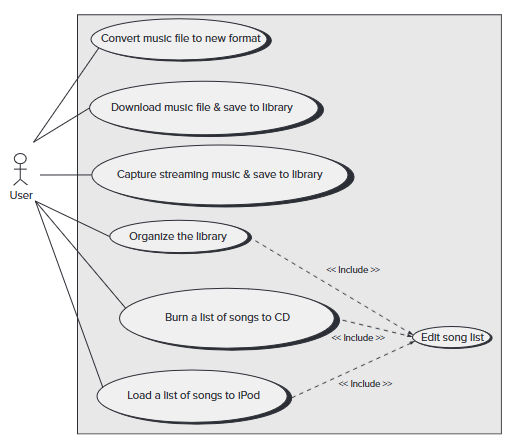 Convert music file to new format
Download music file & save to library
Capture streaming music & save to library
User
Organize the library
<< Include >>
Burn a list of songs to CD
<< Include >>
Edit song list
<< Include >>
Load a list of songs to IPod